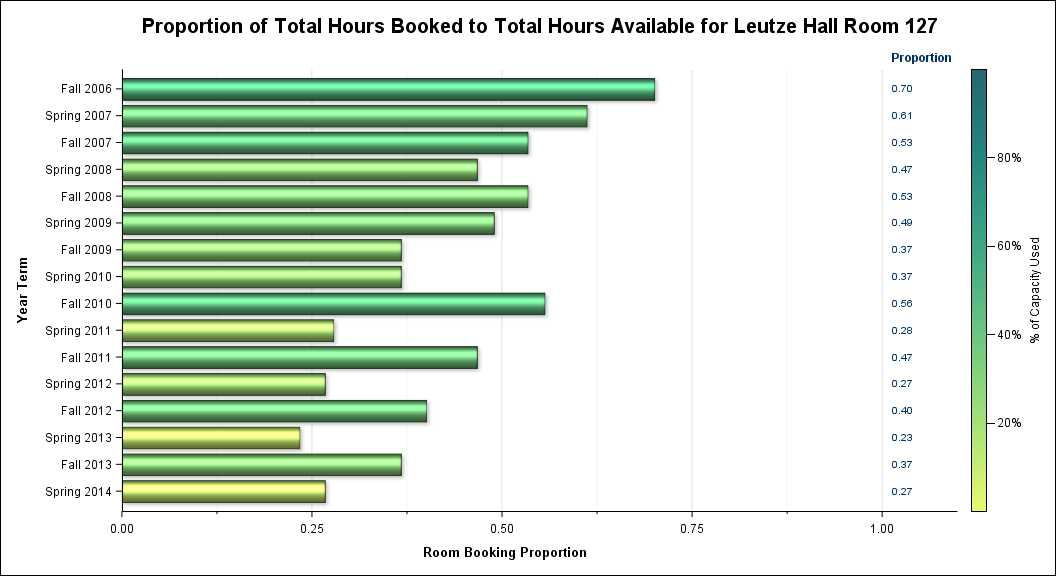 Proportion of Total Hours Booked to Total Hours Available for Leutze Hall Room 127
Proportion
Fall 2006 0.70
Spring 2007 0.61
Fall 2007 0.53
Spring 2008 0.47
Fall 2008 0.53
Spring 2009 0.49
Fall 2009 0.37
Spring 2010 0.37
Fall 2010 0.56
Spring 2011 0.28
Fall 2011 0.47
Spring 2012 0.27
Fall 2012 0.40
Spring 2013 0.23
Fall 2013 0.37
Spring 2014 0.27
Year Term
0.00 0.25 0.50 0.75 1.00
Room Booking Proportion
80%
60%
40%
20%
% of Capacity Used